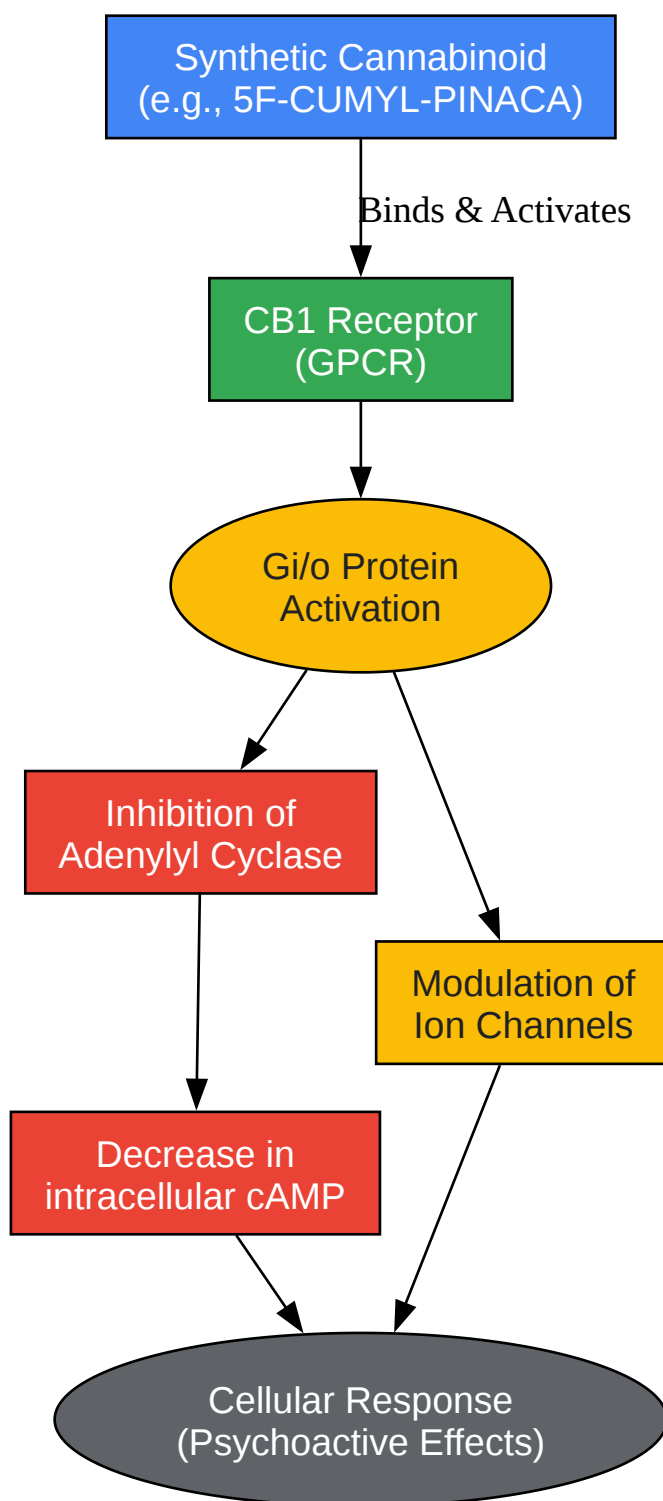 Synthetic Cannabinoid
(e.g., 5F-CUMYL-PINACA)
Binds & Activates
CB1 Receptor
(GPCR)
Gi/o Protein
Activation
Inhibition of
Adenylyl Cyclase
Modulation of
Ion Channels
Decrease in
intracellular cAMP
Cellular Response
(Psychoactive Effects)